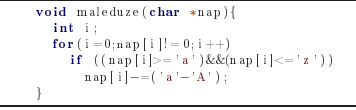 void maleduze(char *nap){
int i;
for(i=0;nap[i]!=0;i++)
if ((nap[i]>='a')&&(nap[i]<='z'))
nap[i]-=('a'-'A');
}